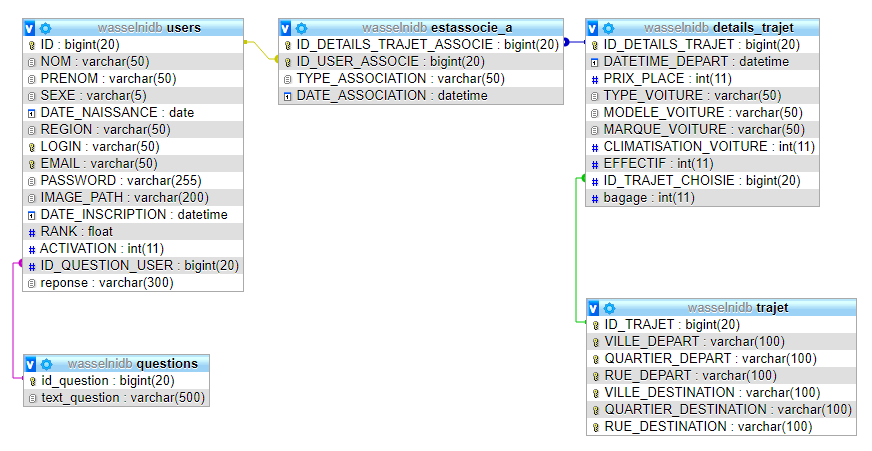 wasselnidb users
ID : bigint(20)
NOM : varchar(50)
PRENOM : varchar(50)
SEXE : varchar(5)
DATE_NAISSANCE : date
REGION : varchar(50)
LOGIN : varchar(50)
EMAIL : varchar(50)
PASSWORD : varchar(255)
IMAGE_PATH : varchar(200)
DATE_INSCRIPTION : datetime
RANK : float
ACTIVATION : int(11)
ID_QUESTION_USER : bigint(20)
reponse : varchar(300)
wasselnidb estassocie_a
ID_DETAILS_TRAJET_ASSOCIE : bigint(20)
ID_USER_ASSOCIE : bigint(20)
TYPE_ASSOCIATION : varchar(50)
DATE_ASSOCIATION : datetime
wasselnidb details_trajet
ID_DETAILS_TRAJET : bigint(20)
DATETIME_DEPART : datetime
PRIX_PLACE : int(11)
TYPE_VOITURE : varchar(50)
MODELE_VOITURE : varchar(50)
MARQUE_VOITURE : varchar(50)
CLIMATISATION_VOITURE : int(11)
EFFECTIF : int(11)
ID_TRAJET_CHOISIE : bigint(20)
bagage : int(11)
wasselnidb questions
id_question : bigint(20)
text_question : varchar(500)
wasselnidb trajet
ID_TRAJET : bigint(20)
VILLE_DEPART : varchar(100)
QUARTIER_DEPART : varchar(100)
RUE_DEPART : varchar(100)
VILLE_DESTINATION : varchar(100)
QUARTIER_DESTINATION : varchar(100)
RUE_DESTINATION : varchar(100)